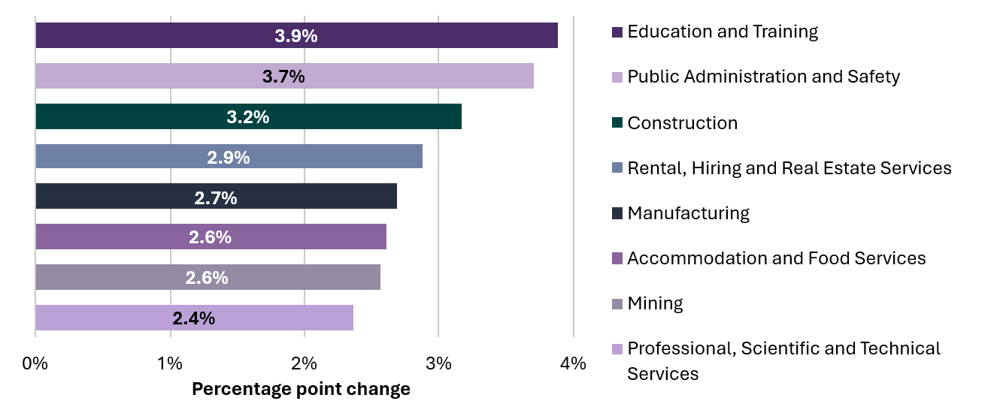 3.9%
3.7%
3.2%
2.9%
2.7%
2.6%
2.6%
2.4%
0% 1% 2% 3% 4%
Percentage point change
Education and Training
Public Administration and Safety
Construction
Rental, Hiring and Real Estate Services
Manufacturing
Accommodation and Food Services
Mining
Professional, Scientific and Technical
Services